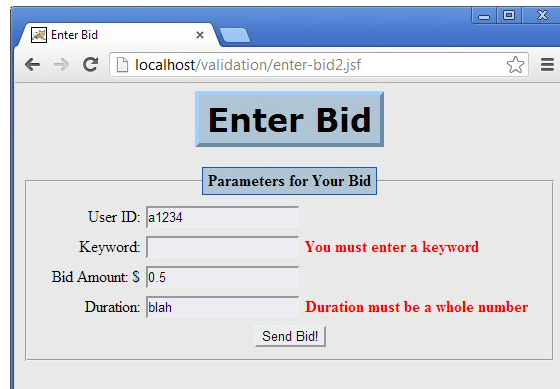 Enter Bid
localhost/validation/enter-bid2.jsf
Enter Bid
Parameters for Your Bid
User ID: a1234
Keyword: You must enter a keyword
Bid Amount: $ 0.5
Duration: blah Duration must be a whole number
Send Bid!